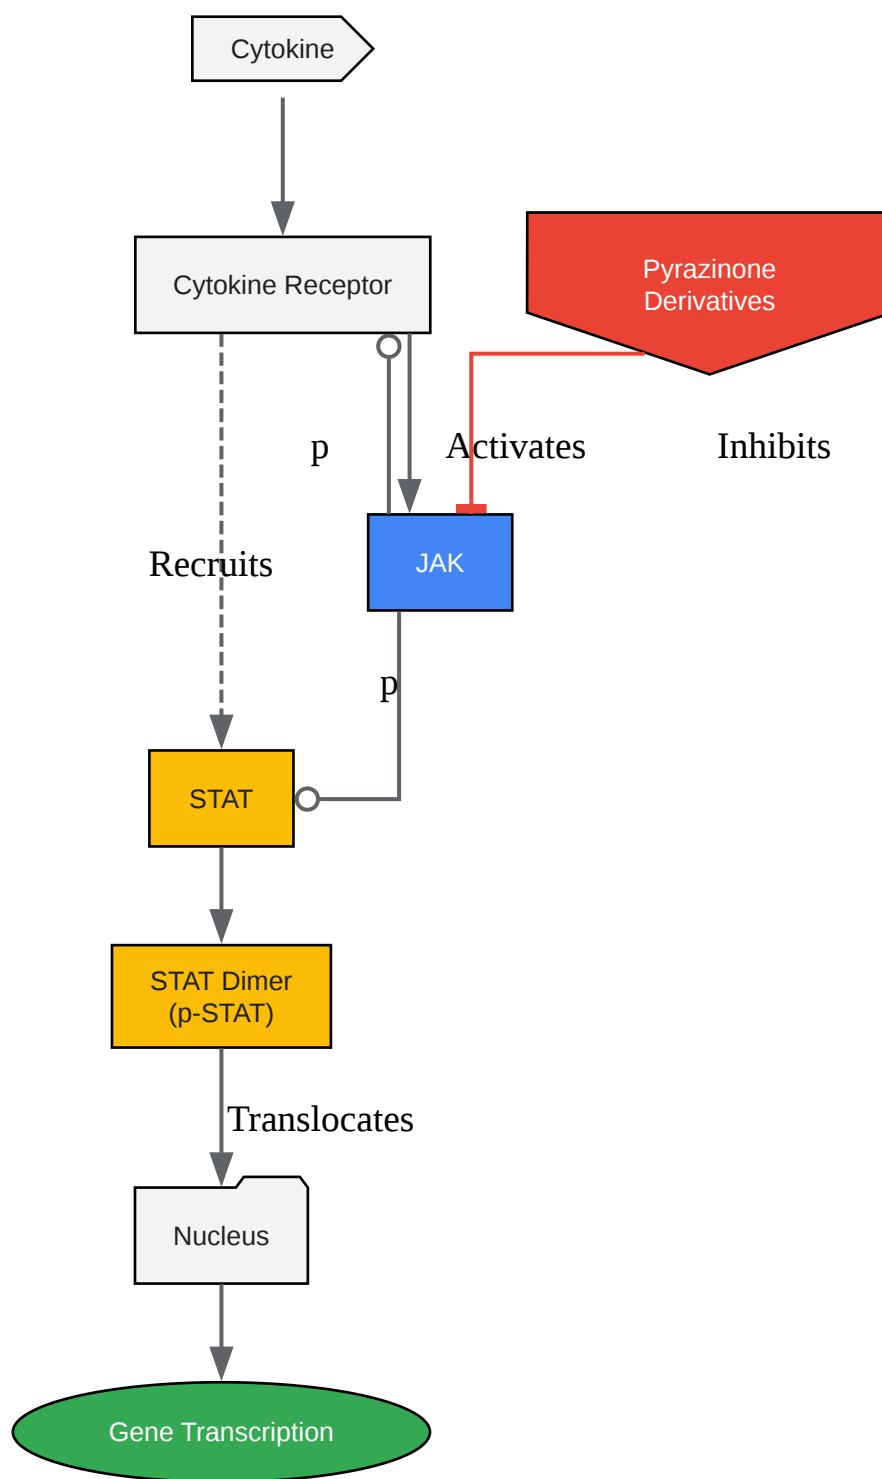 Cytokine
Cytokine Receptor
Pyrazinone
Derivatives
p
Activates
Inhibits
Recruits
JAK
p
STAT
STAT Dimer
(p-STAT)
Translocates
Nucleus
Gene Transcription